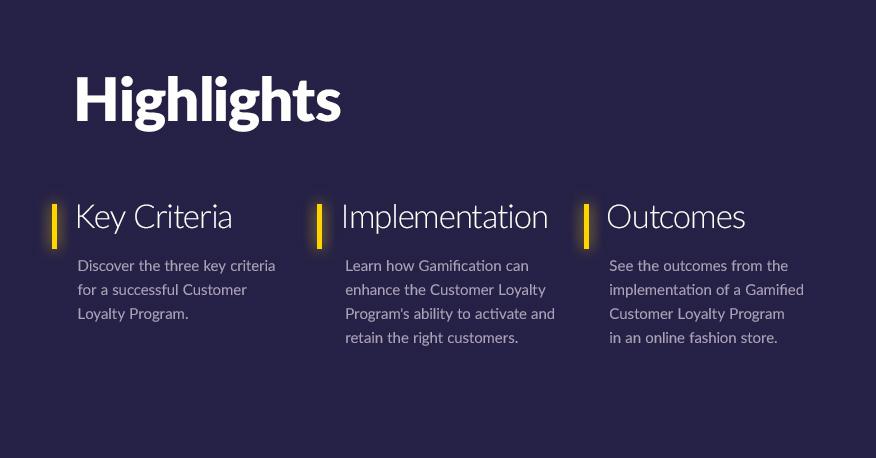 Highlights
Key Criteria
Discover the three key criteria
for a successful Customer
Loyalty Program.
Implementation
Learn how Gamification can
enhance the Customer Loyalty
Program's ability to activate and
retain the right customers.
Outcomes
See the outcomes from the
implementation of a Gamified
Customer Loyalty Program
in an online fashion store.